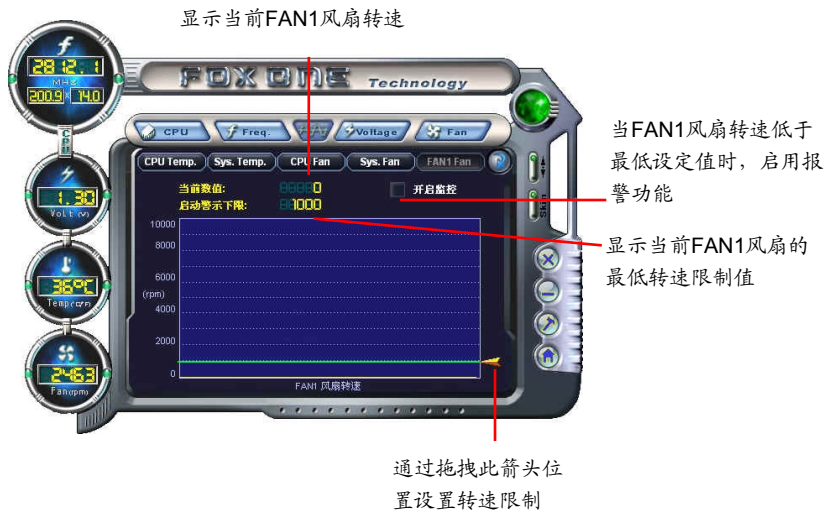 显示当前FAN1风扇转速
FOX ONE Technology
2812.1
MHz
200.9 × 14.0
CPU
CPU
Freq.
Voltage
Fan
CPU Temp.
Sys. Temp.
CPU Fan
Sys. Fan
FAN1 Fan
?
当前数值: 0
开启监控
启动警示下限: 1000
当FAN1风扇转速低于
最低设定值时，启用报
警功能
Skin
1.30
Volt (V)
10000
8000
6000
(rpm)
4000
2000
0
FAN1 风扇转速
显示当前FAN1风扇的
最低转速限制值
36°C
Temp
2463
Fan(rpm)
通过拖拽此箭头位
置设置转速限制